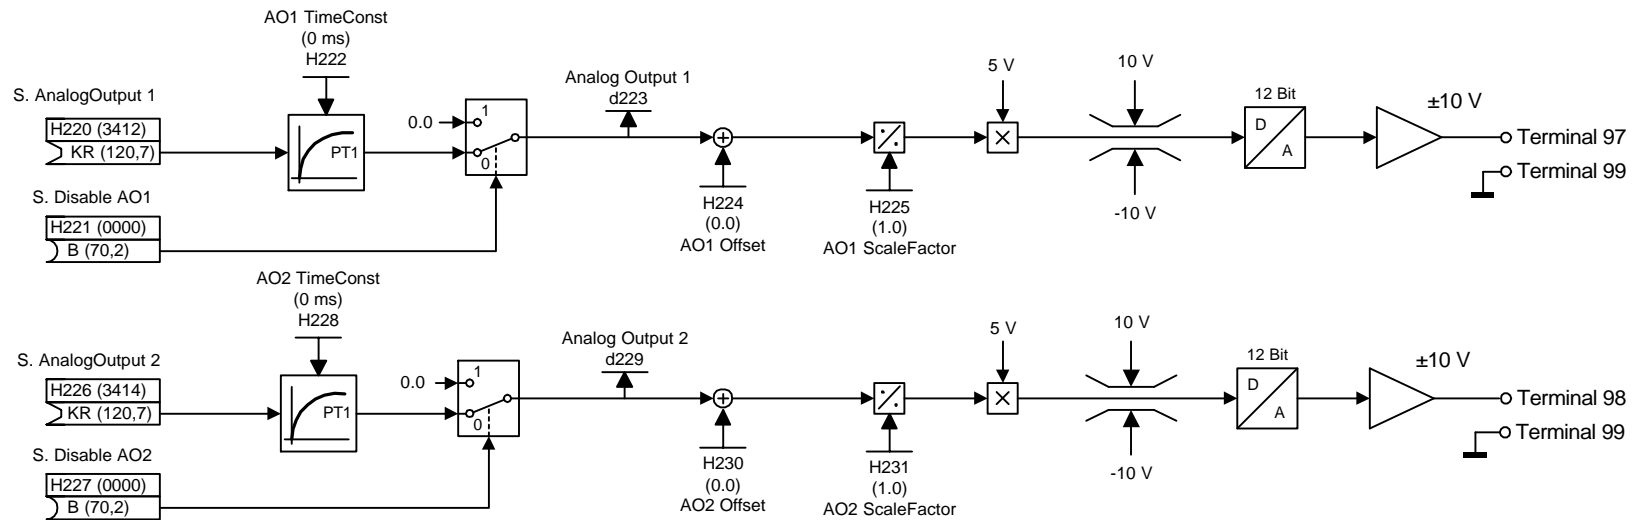 AO1 TimeConst
(0 ms)
H222
S. AnalogOutput 1
H220 (3412)
KR (120,7)
PT1
S. Disable AO1
H221 (0000)
B (70,2)
0.0
1
0
Analog Output 1
d223
H224
(0.0)
AO1 Offset
H225
(1.0)
AO1 ScaleFactor
5 V
10 V
-10 V
12 Bit
D
A
±10 V
Terminal 97
Terminal 99
AO2 TimeConst
(0 ms)
H228
S. AnalogOutput 2
H226 (3414)
KR (120,7)
PT1
S. Disable AO2
H227 (0000)
B (70,2)
0.0
1
0
Analog Output 2
d229
H230
(0.0)
AO2 Offset
H231
(1.0)
AO2 ScaleFactor
5 V
10 V
-10 V
12 Bit
D
A
±10 V
Terminal 98
Terminal 99